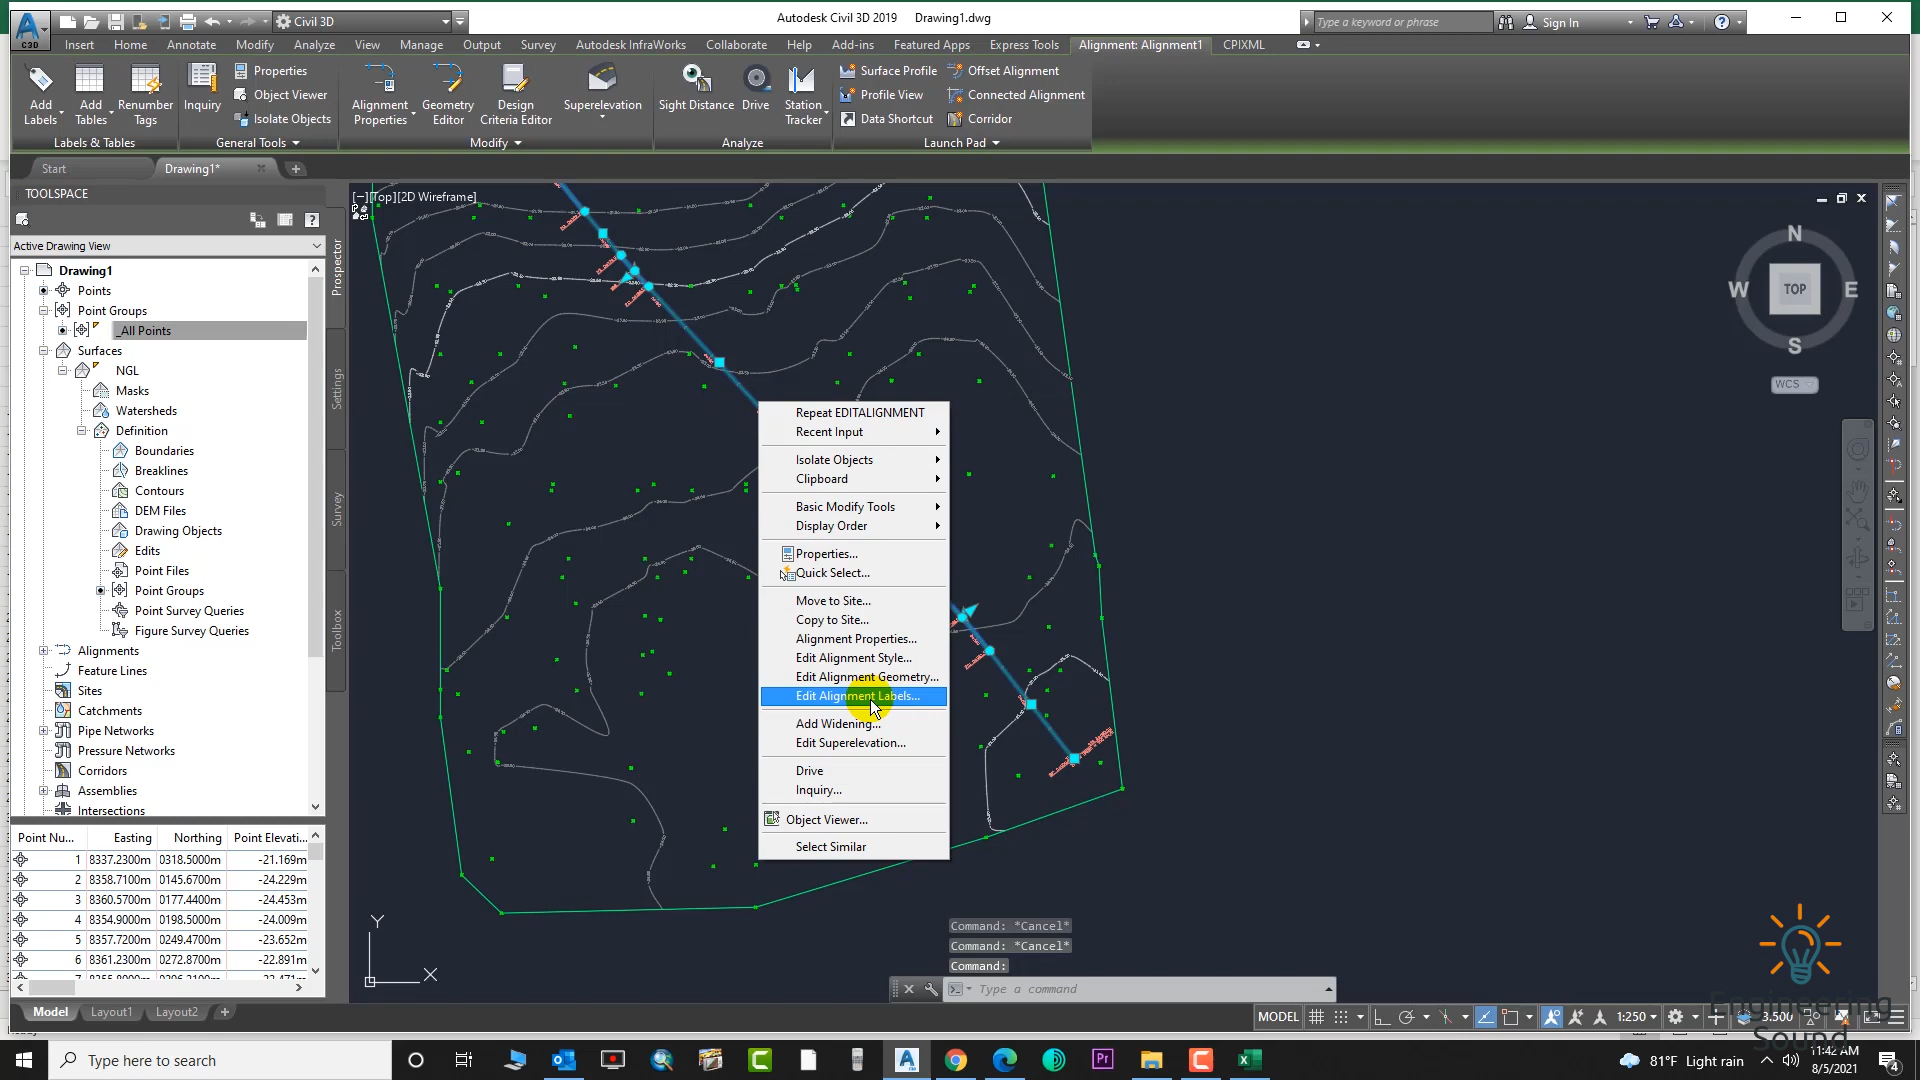 Civil 3D
Autodesk Civil 3D 2019 Drawing1.dwg
Type a keyword or phrase
Sign In
C3D
Insert Home Annotate Modify Analyze View Manage Output Survey Autodesk InfraWorks Collaborate Help Add-ins Featured Apps Express Tools Alignment: Alignment1 CPIXML
Add Labels
Add Tables
Renumber Tags
Inquiry
Properties
Object Viewer
Isolate Objects
Alignment Properties
Geometry Editor
Design Criteria Editor
Superelevation
Sight Distance
Drive
Station Tracker
Surface Profile
Profile View
Data Shortcut
Offset Alignment
Connected Alignment
Corridor
Labels & Tables
General Tools
Modify
Analyze
Launch Pad
Start
Drawing1*
TOOLSPACE
[−][Top][2D Wireframe]
Active Drawing View
Prospector
Settings
Survey
Toolbox
Drawing1
Points
Point Groups
_All Points
Surfaces
NGL
Masks
Watersheds
Definition
Boundaries
Breaklines
Contours
DEM Files
Drawing Objects
Edits
Point Files
Point Groups
Point Survey Queries
Figure Survey Queries
Alignments
Feature Lines
Sites
Catchments
Pipe Networks
Pressure Networks
Corridors
Assemblies
Intersections
Point Nu... Easting Northing Point Elevati...
1 8337.2300m 0318.5000m -21.169m
2 8358.7100m 0145.6700m -24.229m
3 8360.5700m 0177.4400m -24.453m
4 8354.9000m 0198.5000m -24.009m
5 8357.7200m 0249.4700m -23.652m
6 8361.2300m 0272.8700m -22.891m
Repeat EDITALIGNMENT
Recent Input
Isolate Objects
Clipboard
Basic Modify Tools
Display Order
Properties...
Quick Select...
Move to Site...
Copy to Site...
Alignment Properties...
Edit Alignment Style...
Edit Alignment Geometry...
Edit Alignment Labels...
Add Widening...
Edit Superelevation...
Drive
Inquiry...
Object Viewer...
Select Similar
N
W TOP E
S
WCS
Y
X
Command: *Cancel*
Command: *Cancel*
Command:
Type a command
Model Layout1 Layout2
MODEL
1:250
3.500
Engineering
Sound
Type here to search
Pr
81°F Light rain
11:42 AM
8/5/2021
4